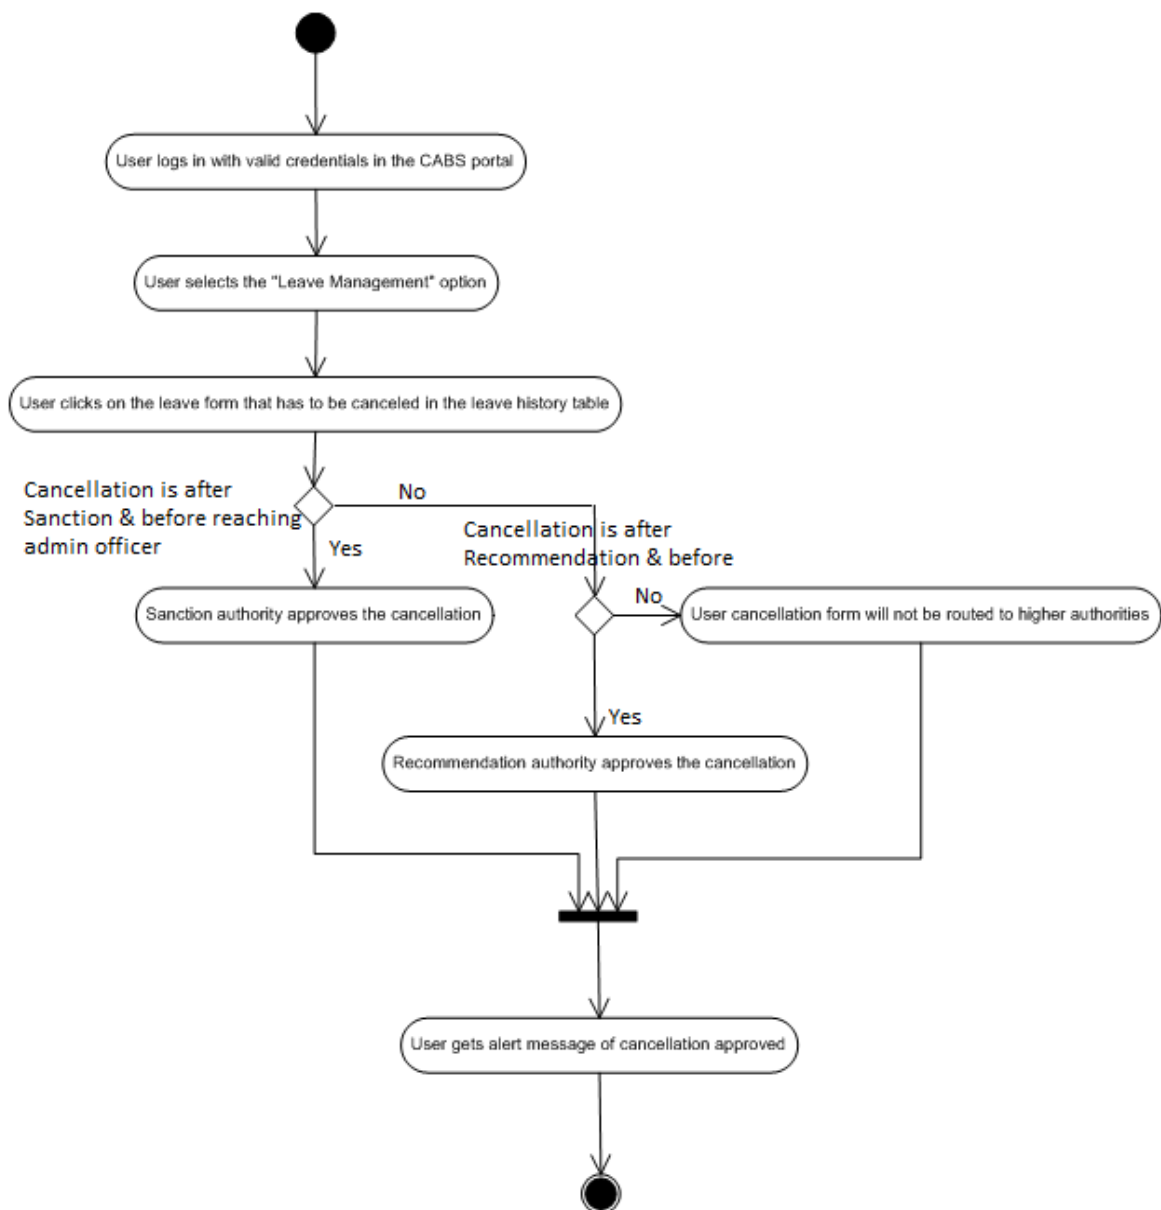 User logs in with valid credentials in the CABS portal
User selects the "Leave Management" option
User clicks on the leave form that has to be canceled in the leave history table
Cancellation is after
Sanction & before reaching
admin officer
No
Yes
Cancellation is after
Recommendation & before
No
Sanction authority approves the cancellation
User cancellation form will not be routed to higher authorities
Yes
Recommendation authority approves the cancellation
User gets alert message of cancellation approved